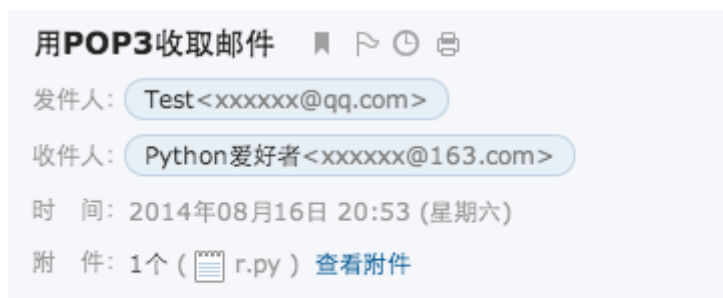 用POP3收取邮件
发件人: Test<xxxxxx@qq.com>
收件人: Python爱好者<xxxxxx@163.com>
时 间: 2014年08月16日 20:53 (星期六)
附 件: 1个 ( r.py ) 查看附件